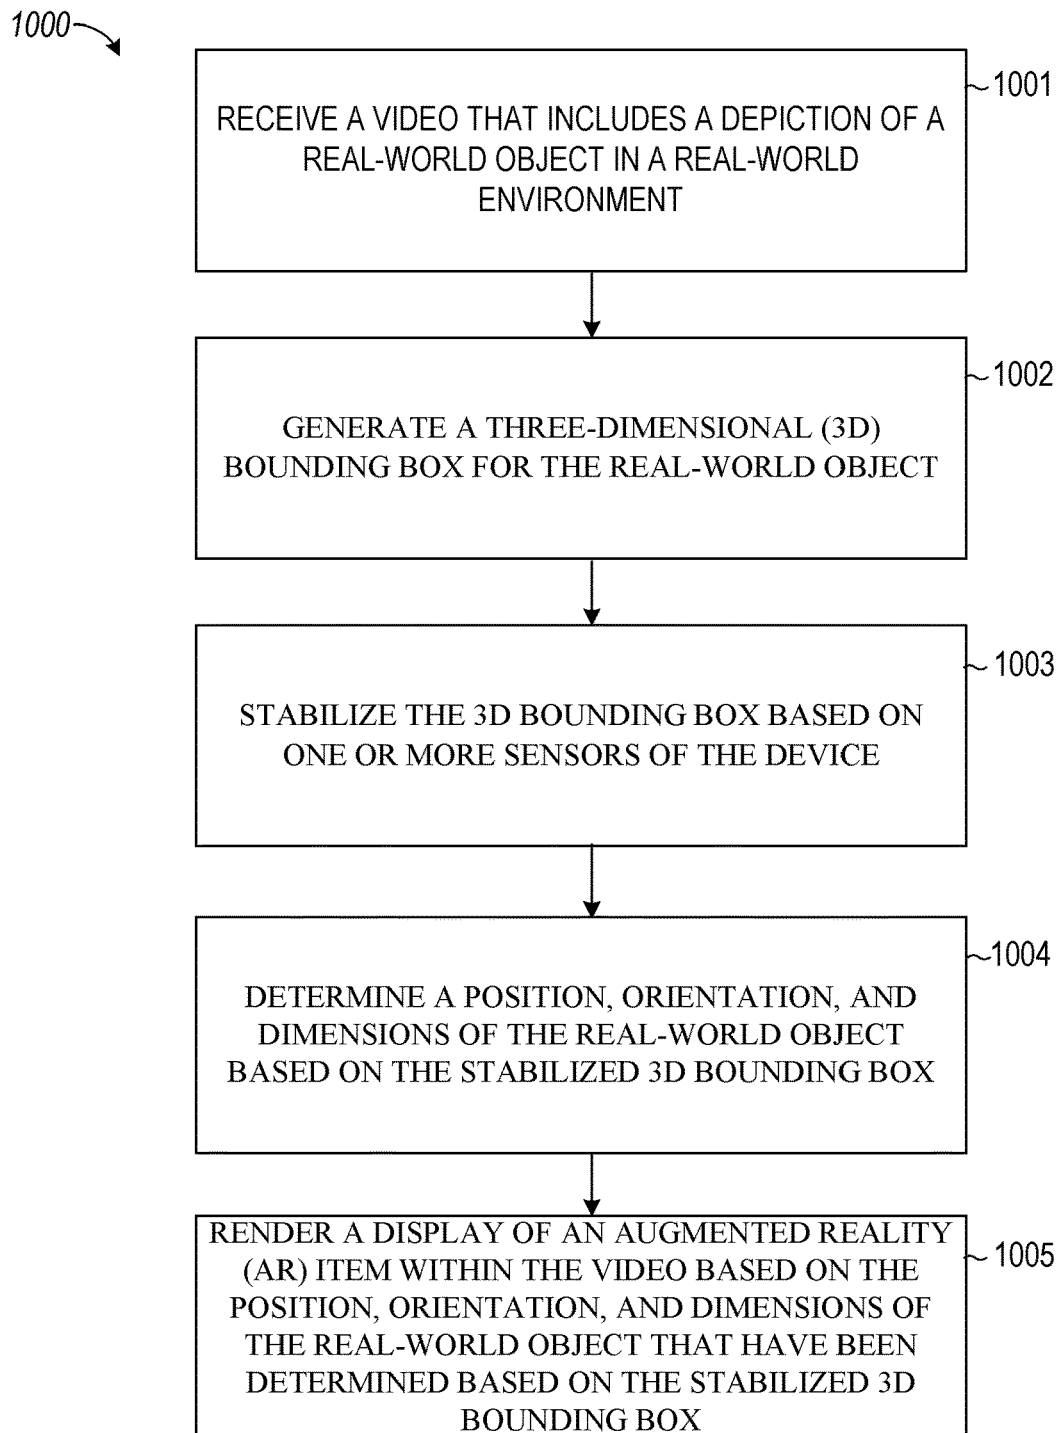 1000
1001
RECEIVE A VIDEO THAT INCLUDES A DEPICTION OF A
REAL-WORLD OBJECT IN A REAL-WORLD
ENVIRONMENT
1002
GENERATE A THREE-DIMENSIONAL (3D)
BOUNDING BOX FOR THE REAL-WORLD OBJECT
1003
STABILIZE THE 3D BOUNDING BOX BASED ON
ONE OR MORE SENSORS OF THE DEVICE
1004
DETERMINE A POSITION, ORIENTATION, AND
DIMENSIONS OF THE REAL-WORLD OBJECT
BASED ON THE STABILIZED 3D BOUNDING BOX
1005
RENDER A DISPLAY OF AN AUGMENTED REALITY
(AR) ITEM WITHIN THE VIDEO BASED ON THE
POSITION, ORIENTATION, AND DIMENSIONS OF
THE REAL-WORLD OBJECT THAT HAVE BEEN
DETERMINED BASED ON THE STABILIZED 3D
BOUNDING BOX